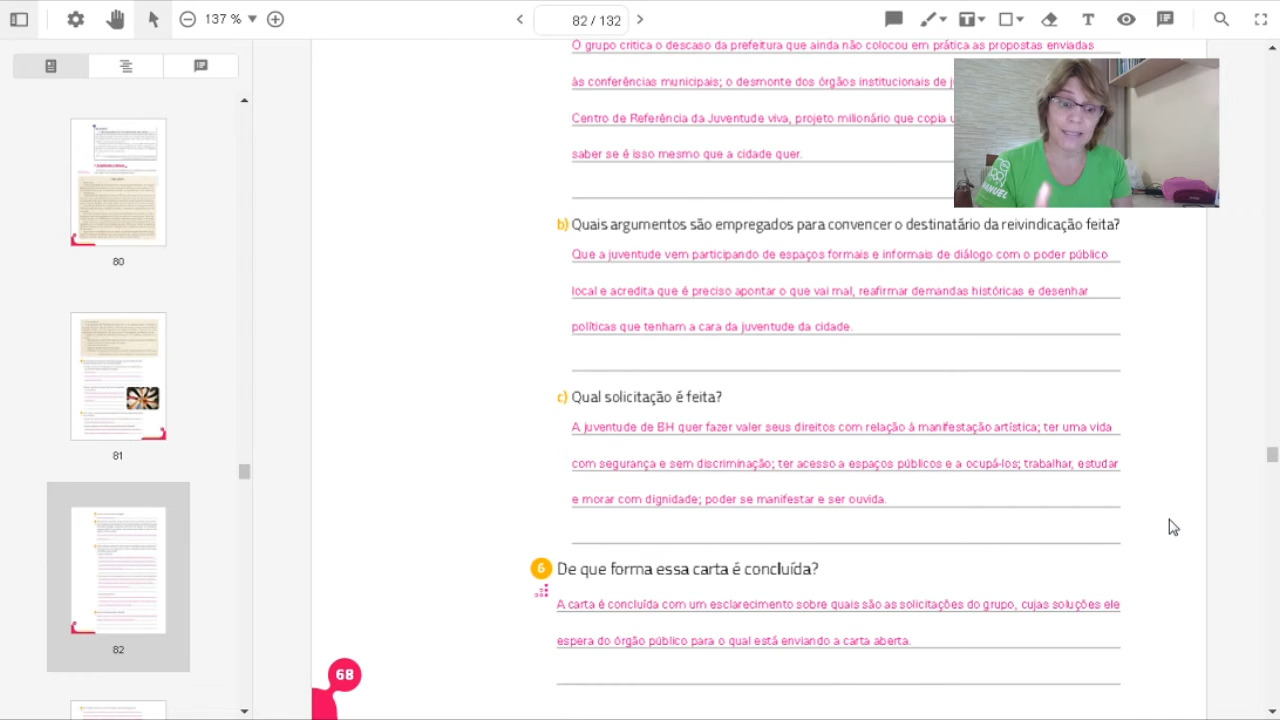 137 %
82 / 132
O grupo critica o descaso da prefeitura que ainda não colocou em prática as propostas enviadas
às conferências municipais; o desmonte dos órgãos institucionais de
Centro de Referência da Juventude viva, projeto milionário que copia
saber se é isso mesmo que a cidade quer.
b) Quais argumentos são empregados para convencer o destinatário da reivindicação feita?
Que a juventude vem participando de espaços formais e informais de diálogo com o poder público
local e acredita que é preciso apontar o que vai mal, reafirmar demandas históricas e desenhar
políticas que tenham a cara da juventude da cidade.
c) Qual solicitação é feita?
A juventude de BH quer fazer valer seus direitos com relação à manifestação artística; ter uma vida
com segurança e sem discriminação; ter acesso a espaços públicos e a ocupá-los; trabalhar, estudar
e morar com dignidade; poder se manifestar e ser ouvida.
6 De que forma essa carta é concluída?
A carta é concluída com um esclarecimento sobre quais são as solicitações do grupo, cujas soluções ele
espera do órgão público para o qual está enviando a carta aberta.
68
80
81
82